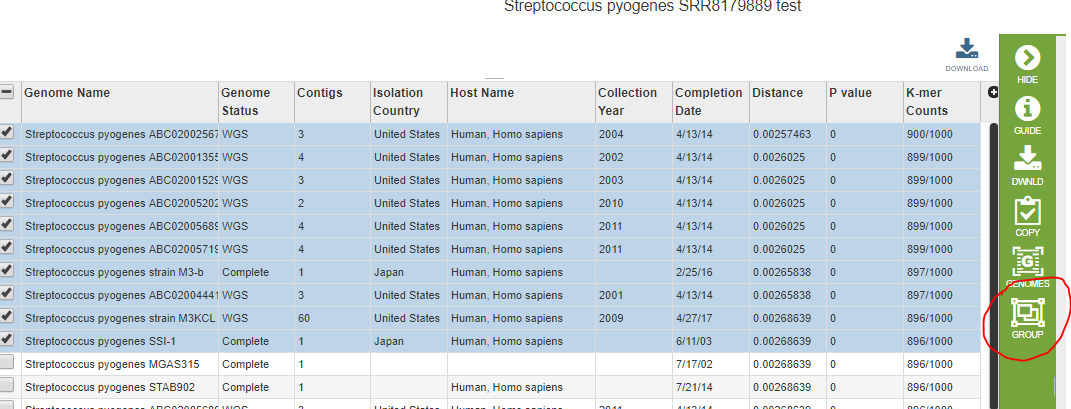 Streptococcus pyogenes SRR8179889 test
DOWNLOAD
Genome Name Genome Status Contigs Isolation Country Host Name Collection Year Completion Date Distance P value K-mer Counts
Streptococcus pyogenes ABC02002567 WGS 3 United States Human, Homo sapiens 2004 4/13/14 0.00257463 0 900/1000
Streptococcus pyogenes ABC02001355 WGS 4 United States Human, Homo sapiens 2002 4/13/14 0.0026025 0 899/1000
Streptococcus pyogenes ABC02001529 WGS 3 United States Human, Homo sapiens 2003 4/13/14 0.0026025 0 899/1000
Streptococcus pyogenes ABC02005202 WGS 2 United States Human, Homo sapiens 2010 4/13/14 0.0026025 0 899/1000
Streptococcus pyogenes ABC02005689 WGS 4 United States Human, Homo sapiens 2011 4/13/14 0.0026025 0 899/1000
Streptococcus pyogenes ABC02005719 WGS 4 United States Human, Homo sapiens 2011 4/13/14 0.0026025 0 899/1000
Streptococcus pyogenes strain M3-b Complete 1 Japan Human, Homo sapiens 2/25/16 0.00265838 0 897/1000
Streptococcus pyogenes ABC02004441 WGS 3 United States Human, Homo sapiens 2001 4/13/14 0.00265838 0 897/1000
Streptococcus pyogenes strain M3KCL WGS 60 United States Human, Homo sapiens 2009 4/27/17 0.00268639 0 896/1000
Streptococcus pyogenes SSI-1 Complete 1 Japan Human, Homo sapiens 6/11/03 0.00268639 0 896/1000
Streptococcus pyogenes MGAS315 Complete 1 7/17/02 0.00268639 0 896/1000
Streptococcus pyogenes STAB902 Complete 1 Human, Homo sapiens 7/21/14 0.00268639 0 896/1000
HIDE
GUIDE
DWNLD
COPY
G
GENOMES
GROUP